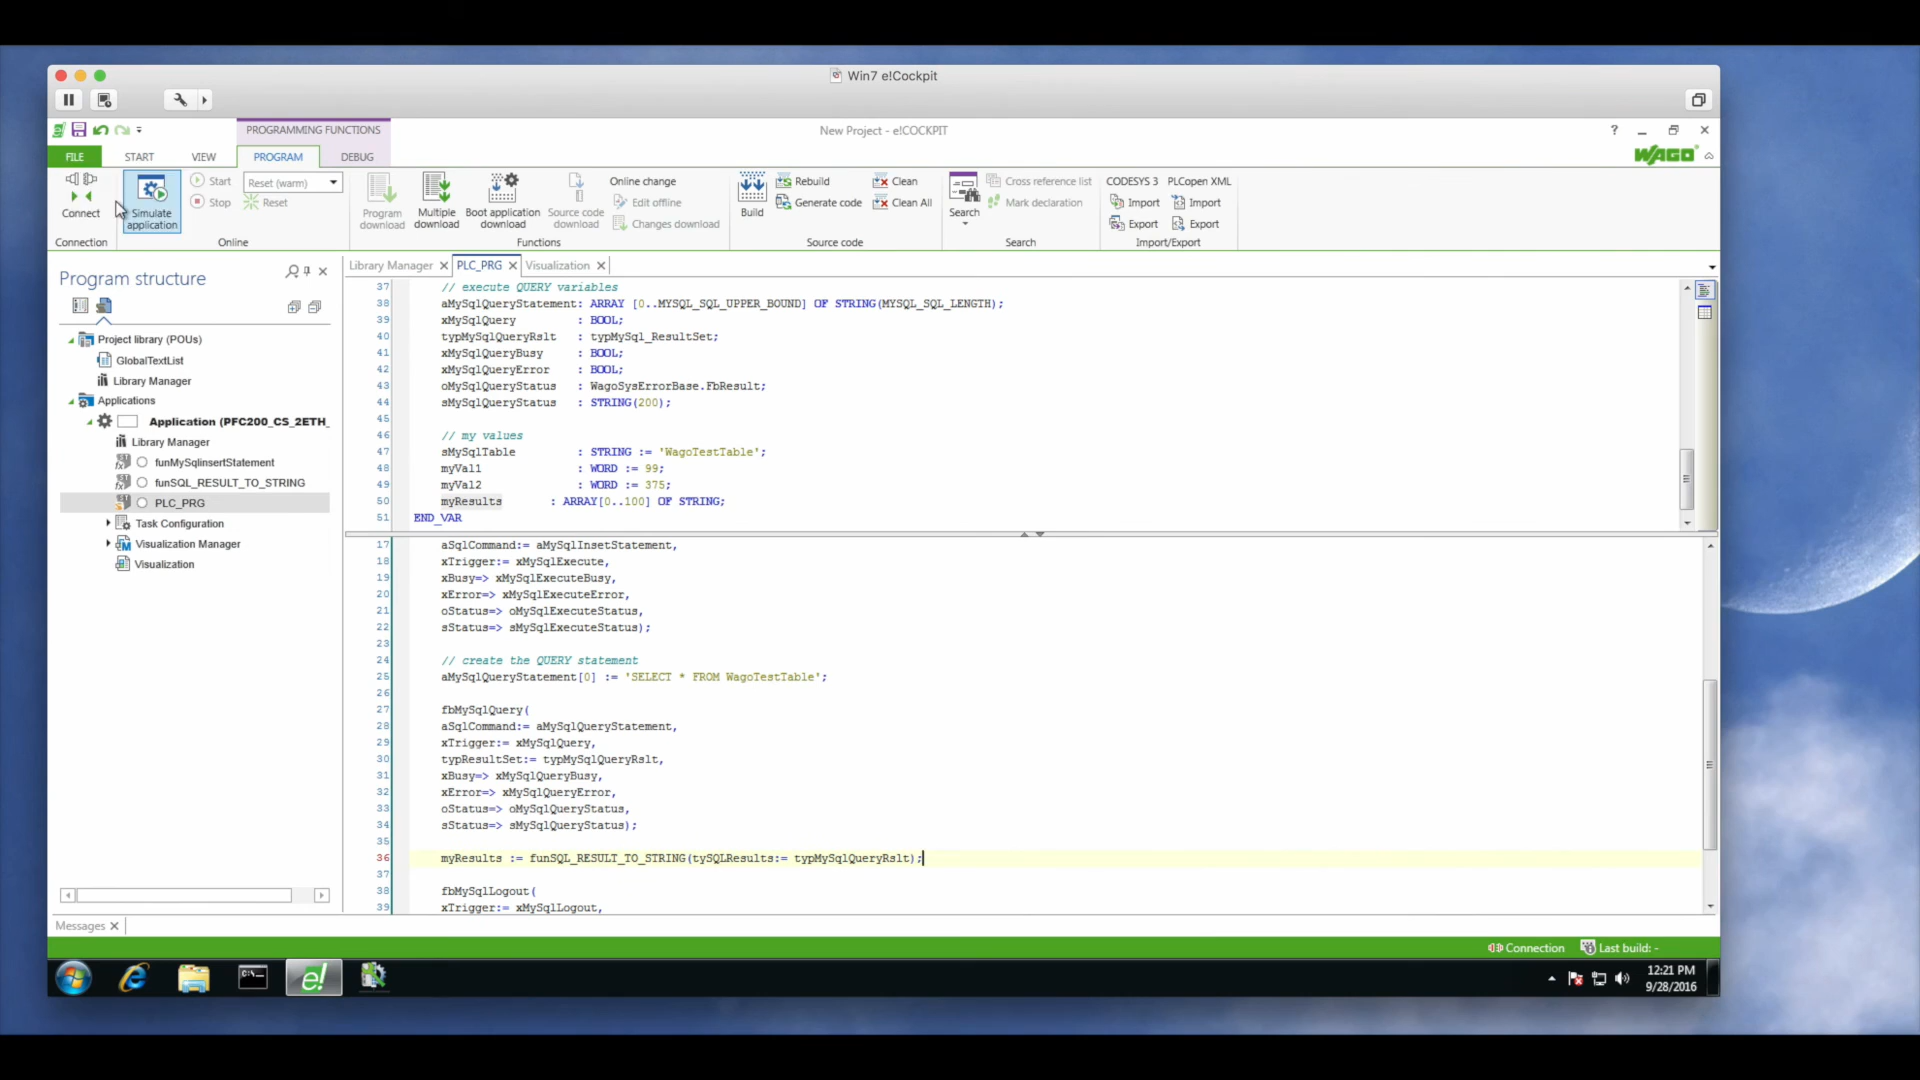 Win7 e!Cockpit
PROGRAMMING FUNCTIONS
New Project - e!COCKPIT
?
FILE
START
VIEW
PROGRAM
DEBUG
WAGO
Connect
Simulate
application
Start
Stop
Reset (warm)
Reset
Program
download
Multiple
download
Boot application
download
Source code
download
Online change
Edit offline
Changes download
Build
Rebuild
Generate code
Clean
Clean All
Search
Cross reference list
Mark declaration
CODESYS 3
Import
Export
PLCopen XML
Import
Export
Connection
Online
Functions
Source code
Search
Import/Export
Program structure
Project library (POUs)
GlobalTextList
Library Manager
Applications
Application (PFC200_CS_2ETH_
Library Manager
funMySqlinsertStatement
funSQL_RESULT_TO_STRING
PLC_PRG
Task Configuration
Visualization Manager
Visualization
Library Manager
PLC_PRG
Visualization
37 // execute QUERY variables
38 aMySqlQueryStatement: ARRAY [0..MYSQL_SQL_UPPER_BOUND] OF STRING(MYSQL_SQL_LENGTH);
39 xMySqlQuery : BOOL;
40 typMySqlQueryRslt : typMySql_ResultSet;
41 xMySqlQueryBusy : BOOL;
42 xMySqlQueryError : BOOL;
43 oMySqlQueryStatus : WagoSysErrorBase.FbResult;
44 sMySqlQueryStatus : STRING(200);
45
46 // my values
47 sMySqlTable : STRING := 'WagoTestTable';
48 myVal1 : WORD := 99;
49 myVal2 : WORD := 375;
50 myResults : ARRAY[0..100] OF STRING;
51 END_VAR
17 aSqlCommand:= aMySqlInsetStatement,
18 xTrigger:= xMySqlExecute,
19 xBusy=> xMySqlExecuteBusy,
20 xError=> xMySqlExecuteError,
21 oStatus=> oMySqlExecuteStatus,
22 sStatus=> sMySqlExecuteStatus);
23
24 // create the QUERY statement
25 aMySqlQueryStatement[0] := 'SELECT * FROM WagoTestTable';
26
27 fbMySqlQuery(
28 aSqlCommand:= aMySqlQueryStatement,
29 xTrigger:= xMySqlQuery,
30 typResultSet:= typMySqlQueryRslt,
31 xBusy=> xMySqlQueryBusy,
32 xError=> xMySqlQueryError,
33 oStatus=> oMySqlQueryStatus,
34 sStatus=> sMySqlQueryStatus);
35
36 myResults := funSQL_RESULT_TO_STRING(tySQLResults:= typMySqlQueryRslt);
37
38 fbMySqlLogout(
39 xTrigger:= xMySqlLogout,
Messages
Connection
Last build: -
12:21 PM
9/28/2016